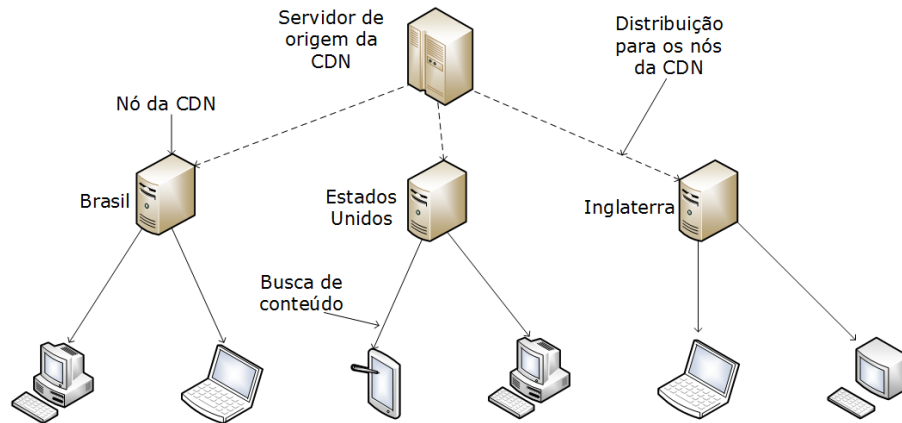 Servidor de
origem da
CDN
Distribuição
para os nós
da CDN
Nó da CDN
Brasil
Estados
Unidos
Inglaterra
Busca de
conteúdo